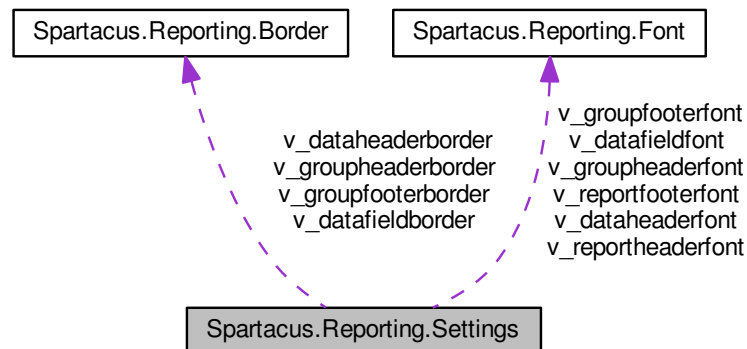 Spartacus.Reporting.Border
Spartacus.Reporting.Font
v_dataheaderborder
v_groupheaderborder
v_groupfooterborder
v_datafieldborder
v_groupfooterfont
v_datafieldfont
v_groupheaderfont
v_reportfooterfont
v_dataheaderfont
v_reportheaderfont
Spartacus.Reporting.Settings